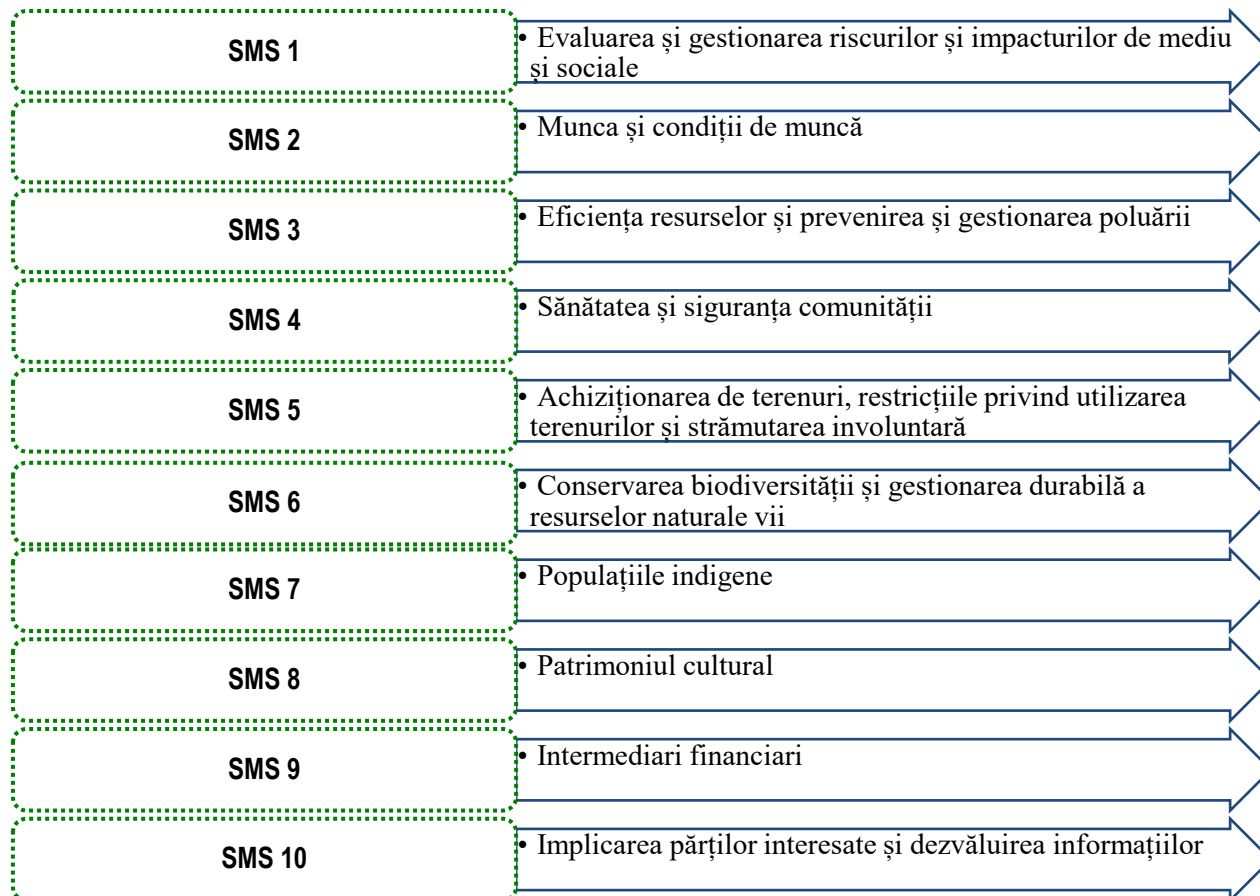 SMS 1
• Evaluarea și gestionarea riscurilor și impacturilor de mediu
și sociale
SMS 2
• Munca și condiții de muncă
SMS 3
• Eficiența resurselor și prevenirea și gestionarea poluării
SMS 4
• Sănătatea și siguranța comunității
SMS 5
• Achiziționarea de terenuri, restricțiile privind utilizarea
terenurilor și strămutarea involuntară
SMS 6
• Conservarea biodiversității și gestionarea durabilă a
resurselor naturale vii
SMS 7
• Populațiile indigene
SMS 8
• Patrimoniul cultural
SMS 9
• Intermediari financiari
SMS 10
• Implicarea părților interesate și dezvăluirea informațiilor